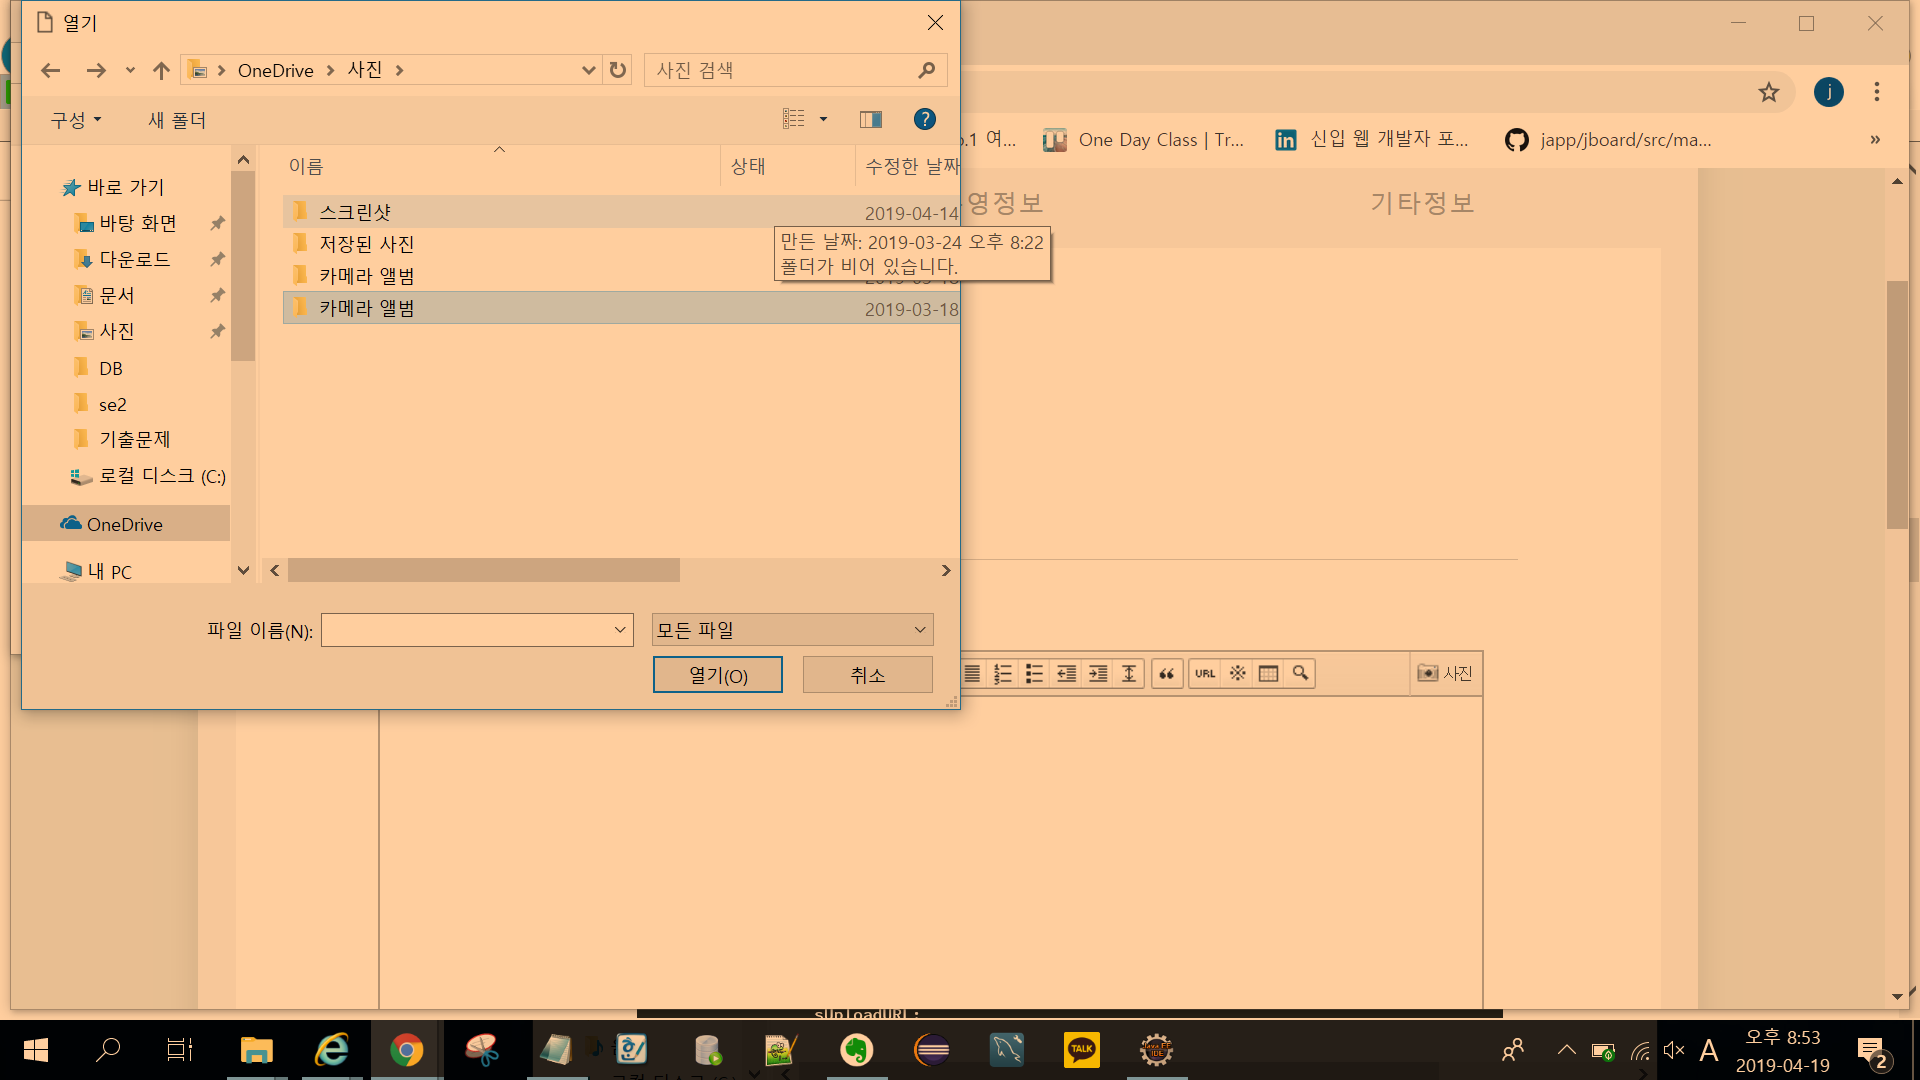 열기
OneDrive
사진
사진 검색
구성
새 폴더
바로 가기
바탕 화면
다운로드
문서
사진
DB
se2
기출문제
로컬 디스크 (C:)
OneDrive
내 PC
이름
상태
수정한 날짜
스크린샷
2019-04-14
저장된 사진
카메라 앨범
카메라 앨범
2019-03-18
만든 날짜: 2019-03-24 오후 8:22
폴더가 비어 있습니다.
파일 이름(N):
모든 파일
열기(O)
취소
j
.1 여...
One Day Class | Tr...
in
신입 웹 개발자 포...
japp/jboard/src/ma...
»
영정보
기타정보
URL
사진
sUploadURL:
TALK
Java EE
IDE
A
오후 8:53
2019-04-19
2